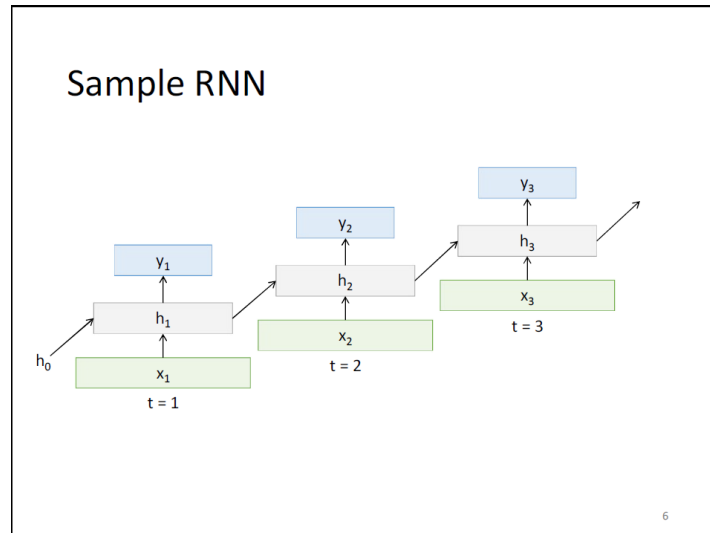 Sample RNN
y₁
h₁
h₀
x₁
t = 1
y₂
h₂
x₂
t = 2
y₃
h₃
x₃
t = 3
6